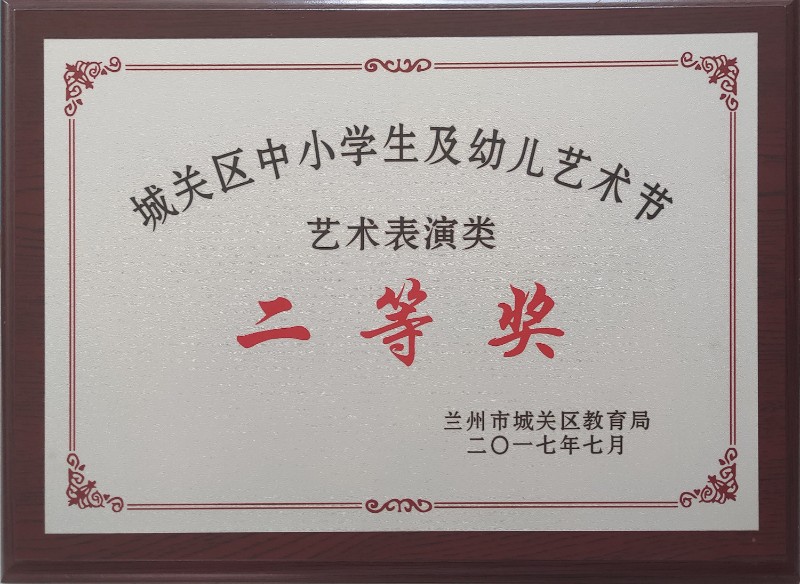 城关区中小学生及幼儿艺术节
艺术表演类
二等奖
兰州市城关区教育局
二〇一七年七月